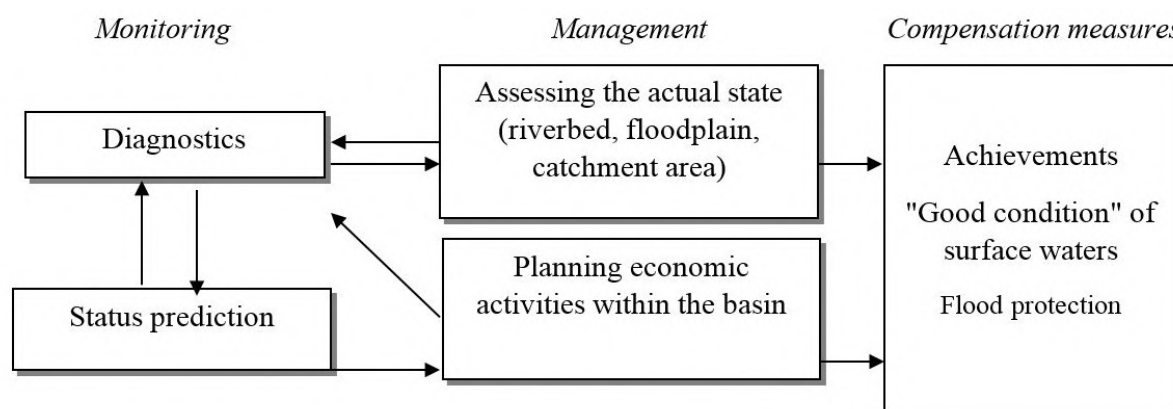 Monitoring
Management
Compensation measures
Diagnostics
Assessing the actual state
(riverbed, floodplain,
catchment area)
Achievements
"Good condition" of
surface waters
Flood protection
Status prediction
Planning economic
activities within the basin